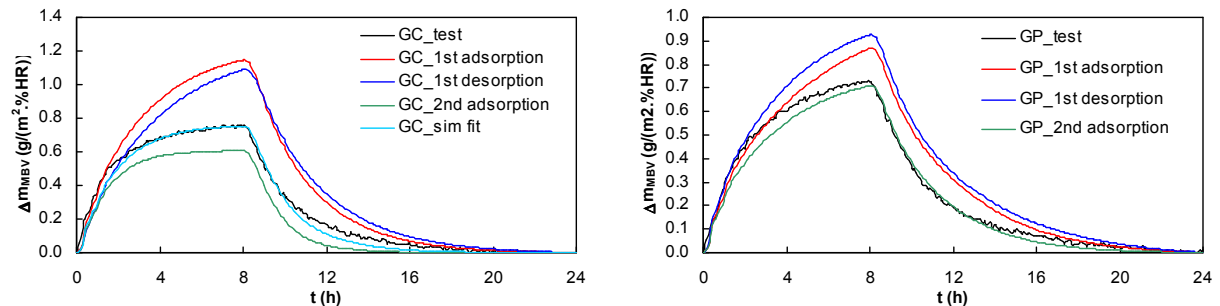 1.4
1.2
1.0
0.8
0.6
0.4
0.2
0.0
0 4 8 12 16 20 24
t (h)
Δm_MBV (g/(m².%HR))
GC_test
GC_1st adsorption
GC_1st desorption
GC_2nd adsorption
GC_sim fit
1.0
0.9
0.8
0.7
0.6
0.5
0.4
0.3
0.2
0.1
0.0
0 4 8 12 16 20 24
t (h)
Δm_MBV (g/(m2.%HR))
GP_test
GP_1st adsorption
GP_1st desorption
GP_2nd adsorption